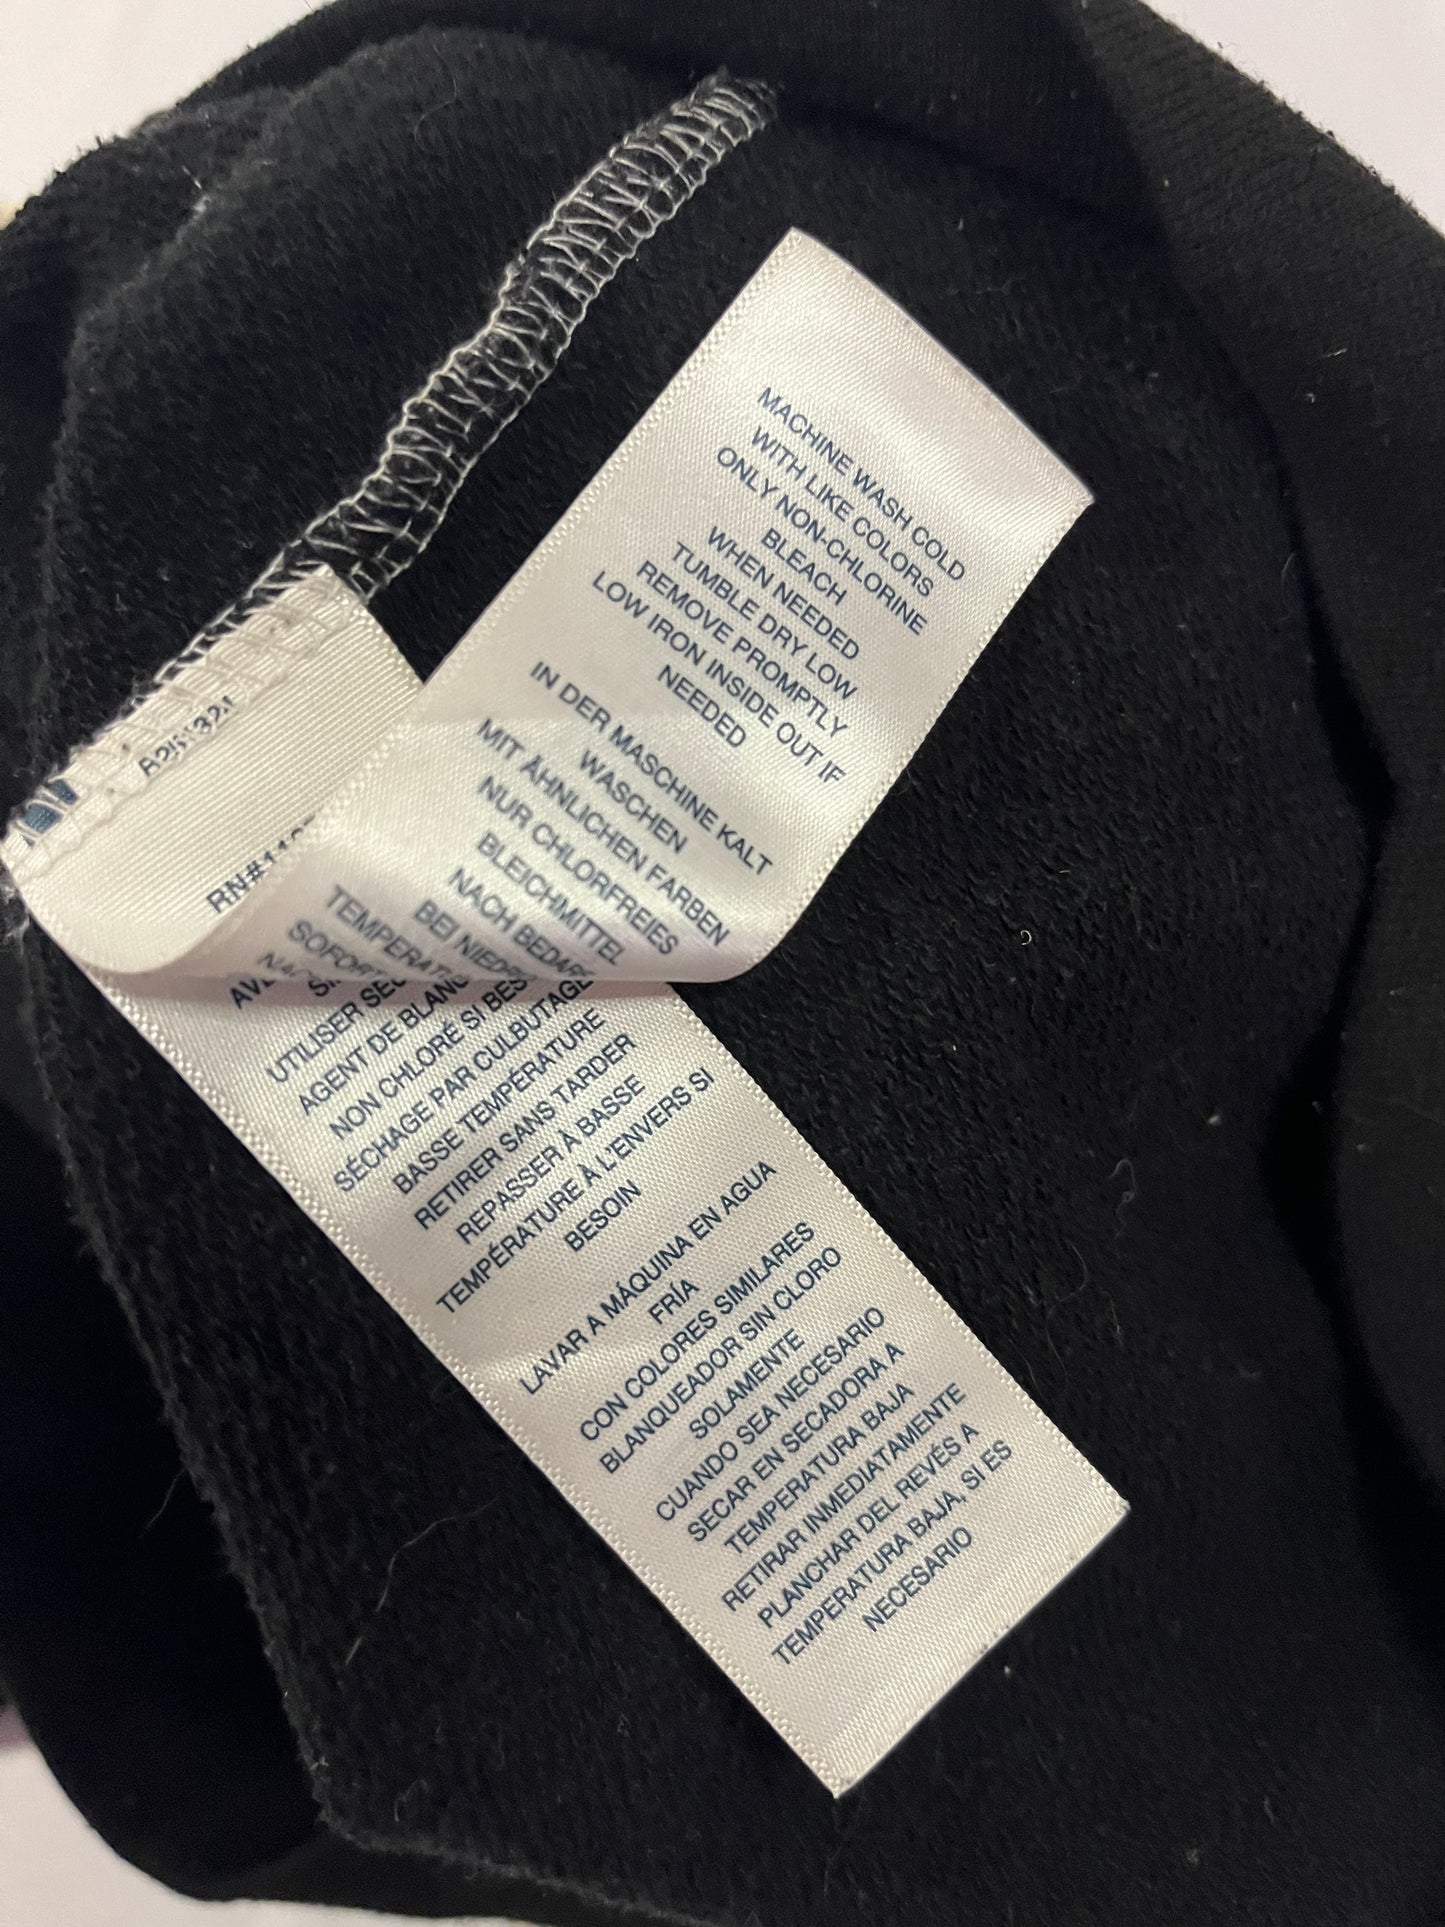 MACHINE WASH COLD
WITH LIKE COLORS
ONLY NON-CHLORINE
BLEACH
WHEN NEEDED
TUMBLE DRY LOW
REMOVE PROMPTLY
LOW IRON INSIDE OUT IF
NEEDED
IN DER MASCHINE KALT
WASCHEN
MIT ÄHNLICHEN FARBEN
NUR CHLORFREIES
BLEICHMITTEL
NACH BEDARF
BEI
RN#
UTILISER
AGENT DE
NON CHLORÉ SI
SÉCHAGE PAR CULBUTAGE
BASSE TEMPÉRATURE
RETIRER SANS TARDER
REPASSER À BASSE
TEMPÉRATURE À L'ENVERS SI
BESOIN
LAVAR A MÁQUINA EN AGUA
FRÍA
CON COLORES SIMILARES
BLANQUEADOR SIN CLORO
SOLAMENTE
CUANDO SEA NECESARIO
SECAR EN SECADORA A
TEMPERATURA BAJA
RETIRAR INMEDIATAMENTE
PLANCHAR DEL REVÉS A
TEMPERATURA BAJA, SI ES
NECESARIO